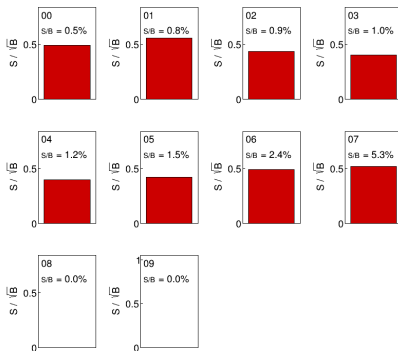 00
S/B = 0.5%
0.5
0
S / √B
01
S/B = 0.8%
0.5
0
S / √B
02
S/B = 0.9%
0.5
0
S / √B
03
S/B = 1.0%
0.5
0
S / √B
04
S/B = 1.2%
0.5
0
S / √B
05
S/B = 1.5%
0.5
0
S / √B
06
S/B = 2.4%
0.5
0
S / √B
07
S/B = 5.3%
0.5
0
S / √B
08
S/B = 0.0%
0.5
S / √B
1
09
S/B = 0.0%
0.5
S / √B